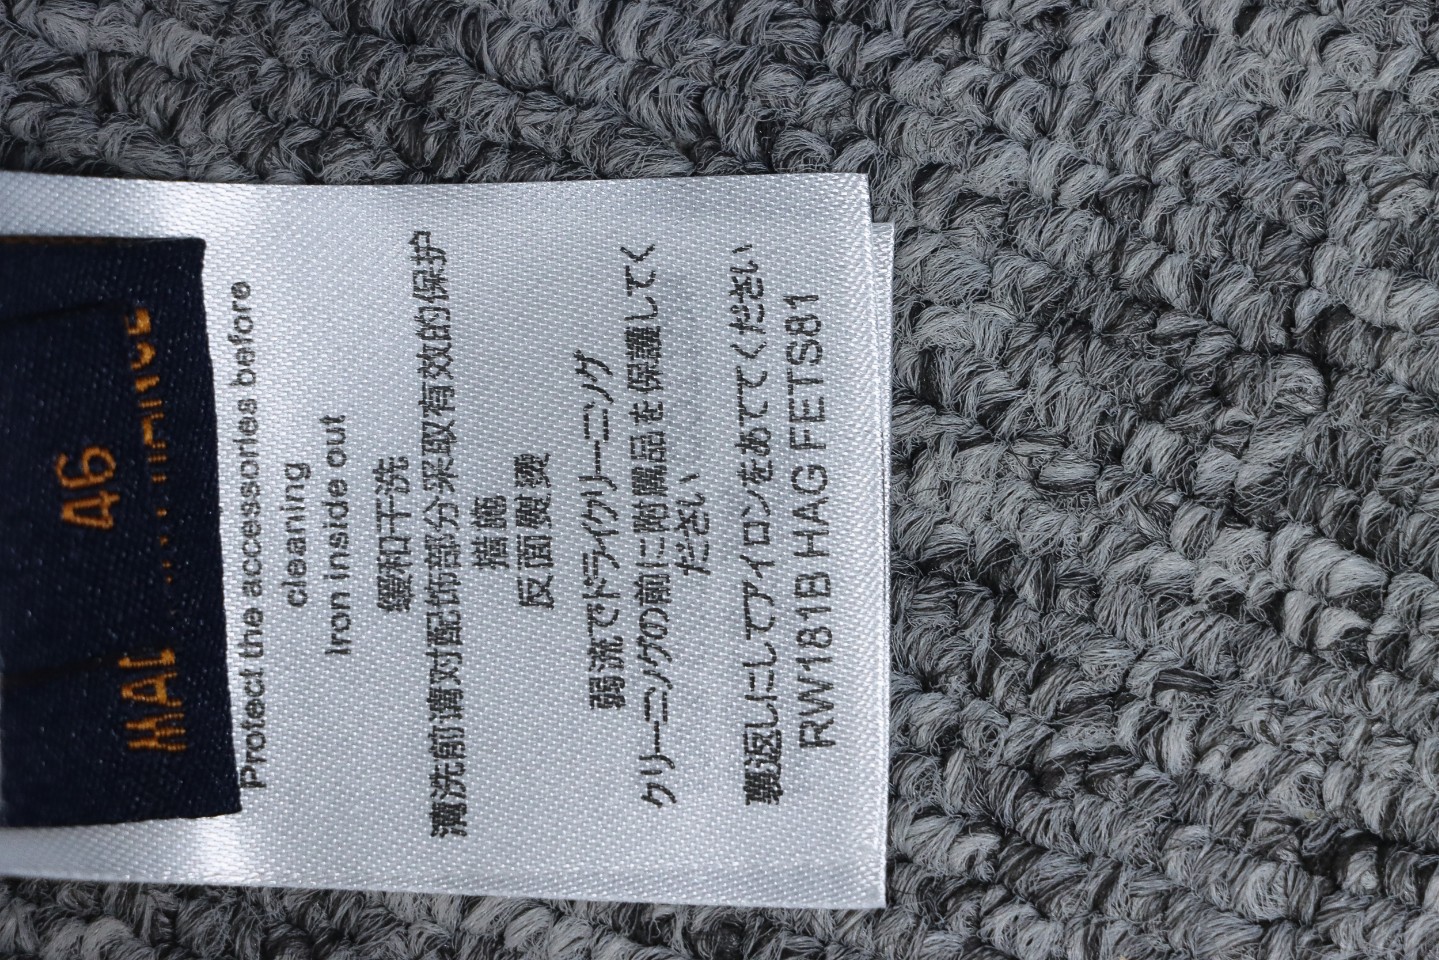 46
Protect the accessories before
cleaning
Iron inside out
缓和干洗
清洗前请对配饰部分采取有效的保护
措施
反面熨烫
弱流でドライクリーニング
クリーニングの前に附属品を保護してく
ださい
裏返しにしてアイロンをあててください
RW181B HAG FETS81